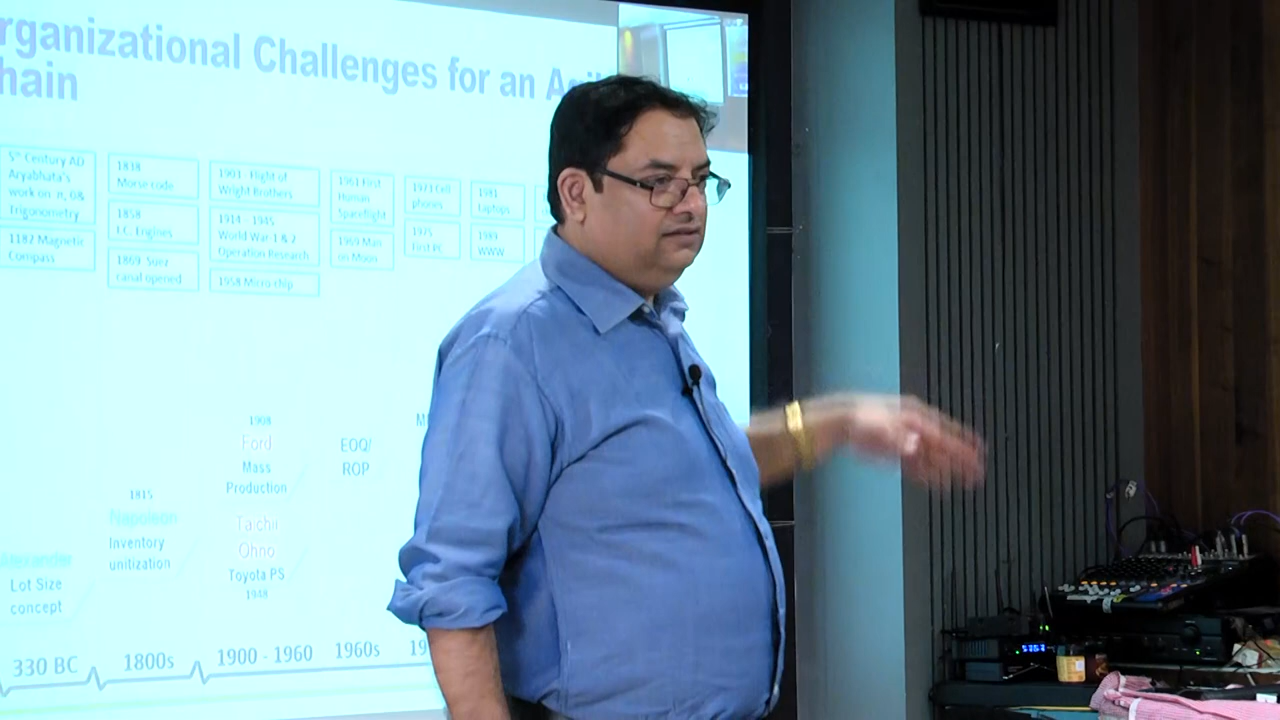 rganizational Challenges for an Agil
hain
5th Century AD
Aryabhata's
work on π, 0&
Trigonometry
1182 Magnetic
Compass
1838
Morse code
1858
I.C. Engines
1869 Suez
canal opened
1903 - Flight of
Wright Brothers
1914 - 1945
World War-1 & 2
Operation Research
1958 Micro chip
1961 First
Human
Spaceflight
1969 Man
on Moon
1973 Cell
phones
1975
First PC
1981
Laptops
1989
WWW
Alexander
Lot Size
concept
1815
Napoleon
Inventory
unitization
1908
Ford
Mass
Production
Taichi
Ohno
Toyota PS
1948
EOQ/
ROP
M
330 BC
1800s
1900 - 1960
1960s
19